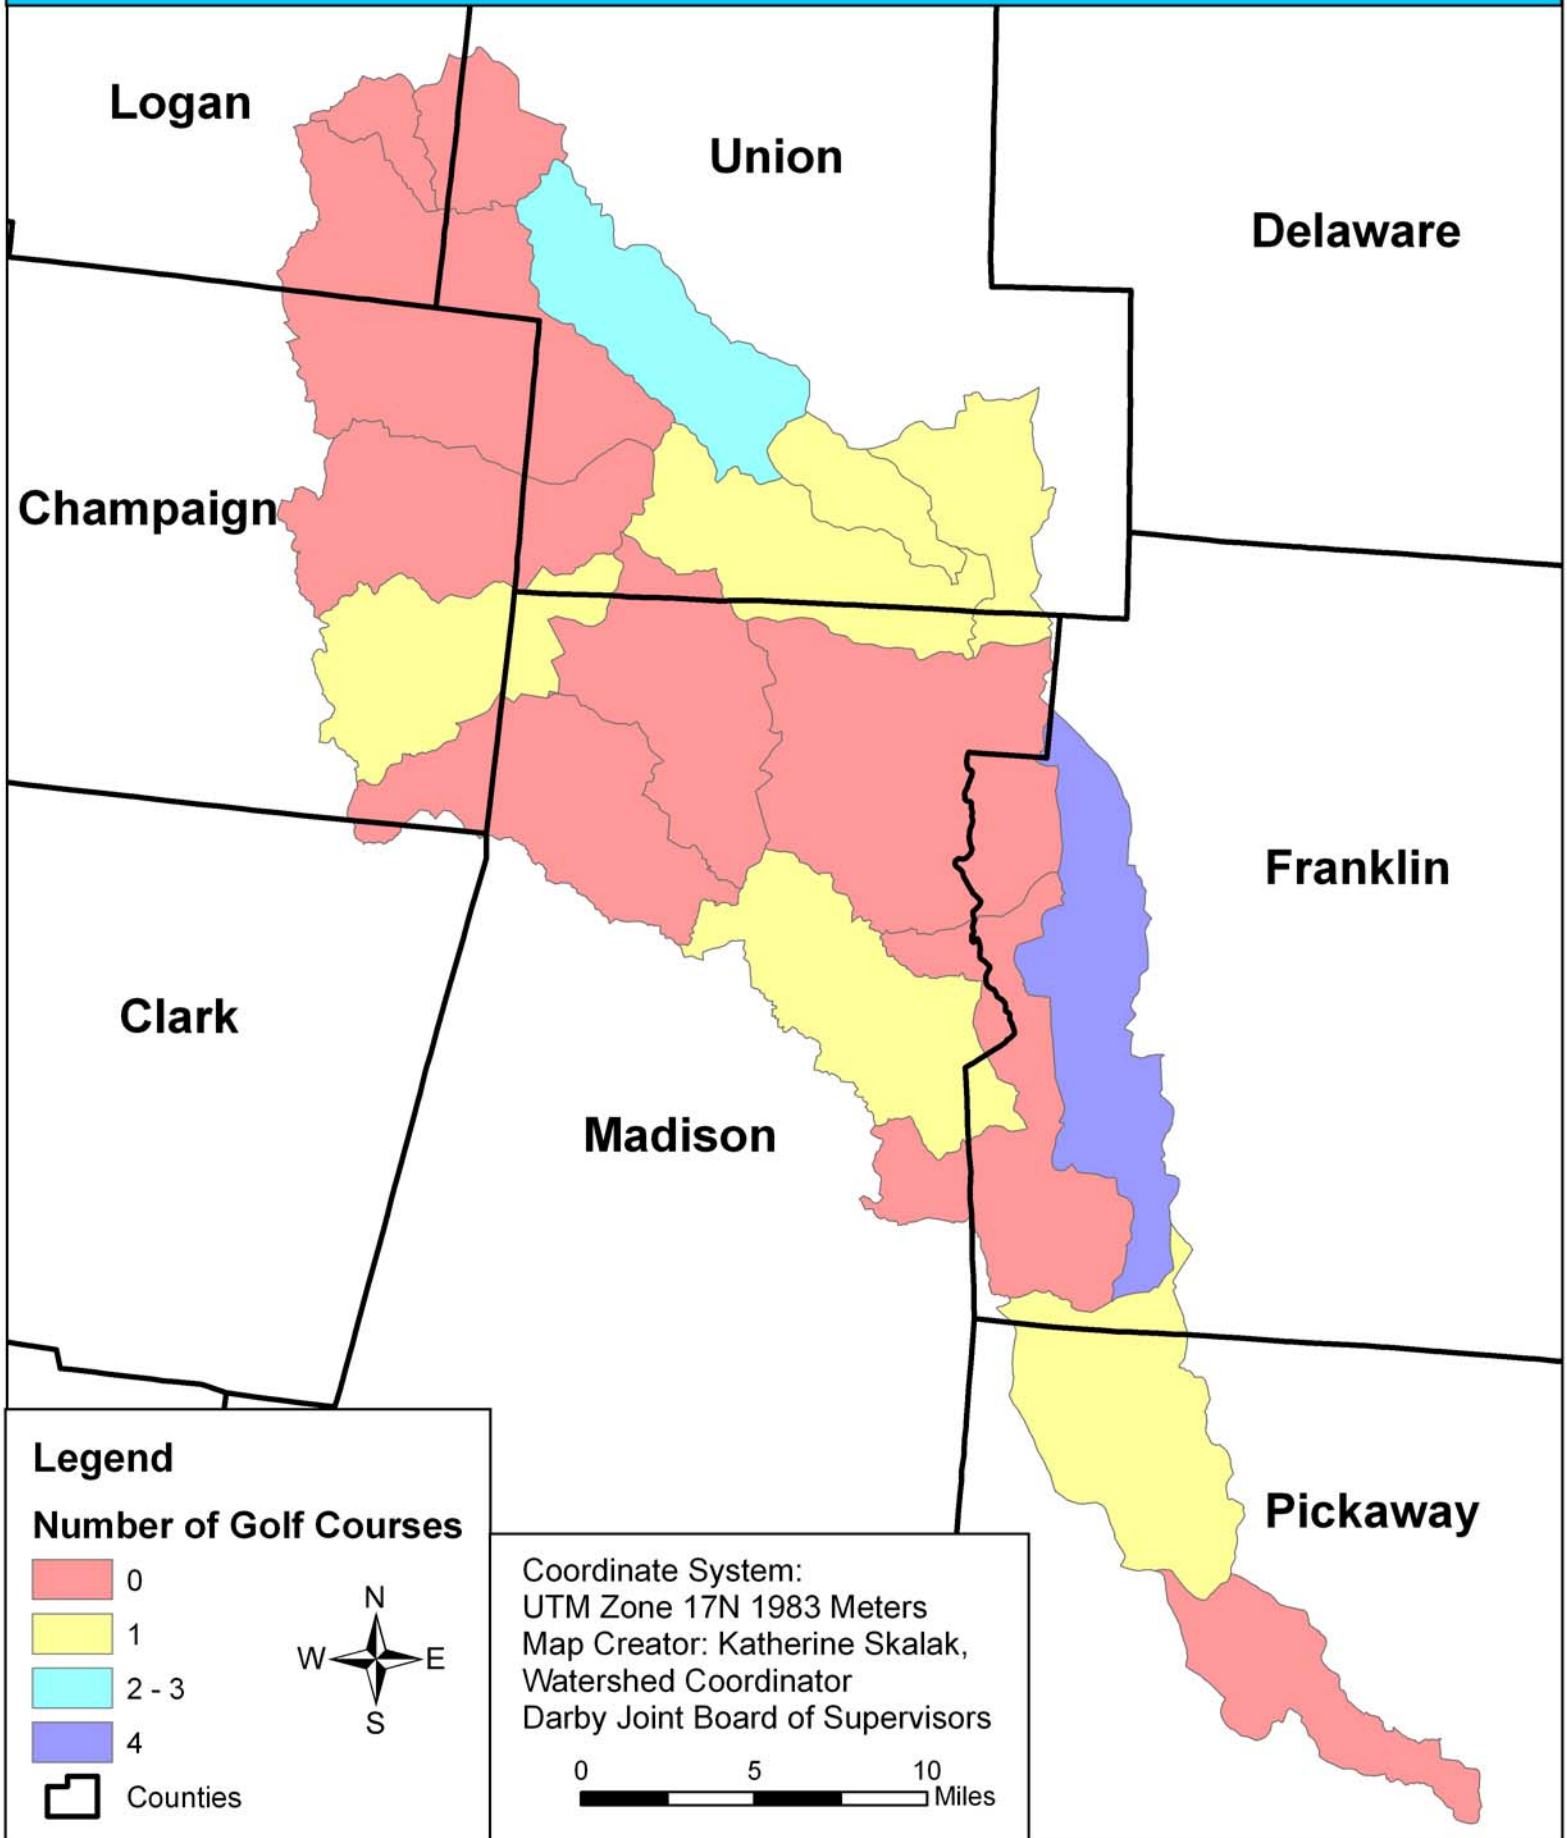 Logan
Union
Delaware
Champaign
Franklin
Clark
Madison
Pickaway
Legend
Number of Golf Courses
0
1
2 - 3
4
Counties
N
W
E
S
Coordinate System:
UTM Zone 17N 1983 Meters
Map Creator: Katherine Skalak,
Watershed Coordinator
Darby Joint Board of Supervisors
0 5 10
Miles